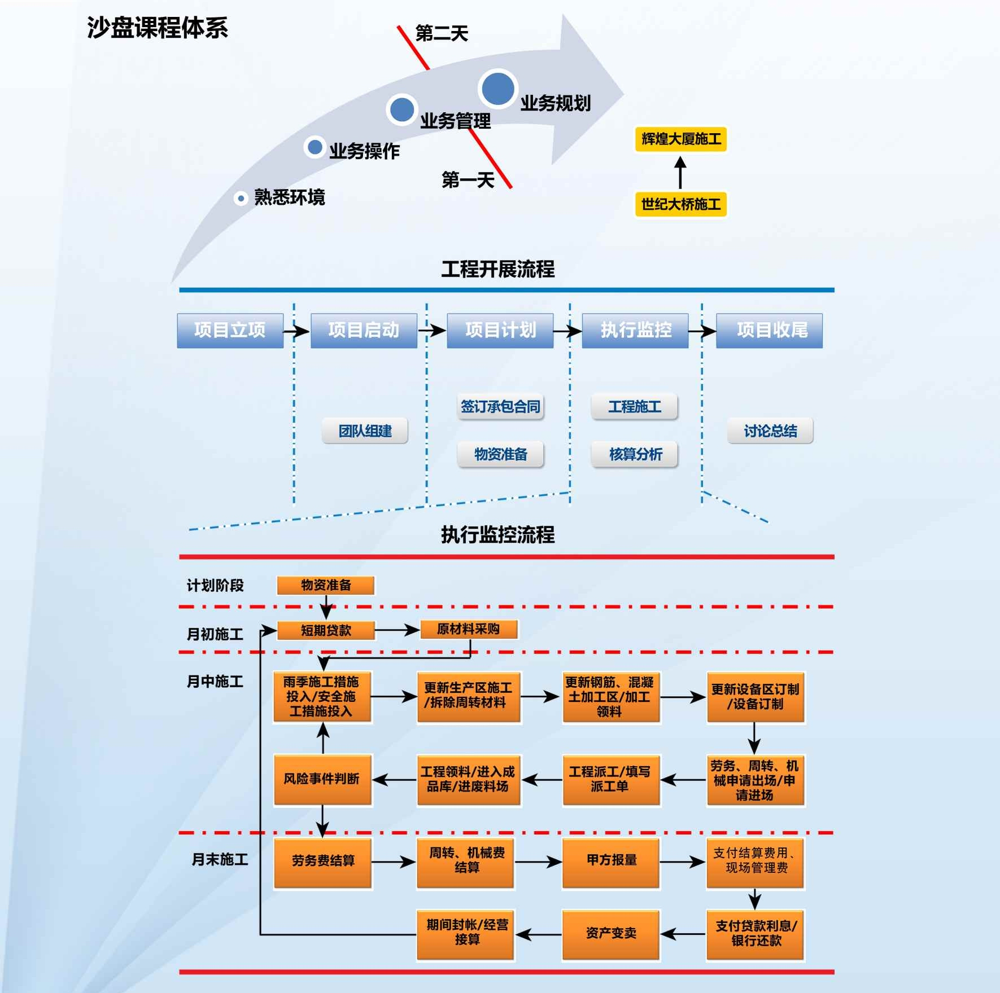 沙盘课程体系
第二天
业务规划
业务管理
业务操作
第一天
熟悉环境
辉煌大厦施工
世纪大桥施工
工程开展流程
项目立项
项目启动
项目计划
执行监控
项目收尾
签订承包合同
工程施工
团队组建
讨论总结
物资准备
核算分析
执行监控流程
计划阶段
物资准备
月初施工
短期贷款
原材料采购
月中施工
雨季施工措施
投入/安全施
工措施投入
更新生产区施工
/拆除周转材料
更新钢筋、混凝
土加工区/加工
领料
更新设备区订制
/设备订制
风险事件判断
工程领料/进入成
品库/进废料场
工程派工/填写
派工单
劳务、周转、机
械申请出场/申
请进场
月末施工
劳务费结算
周转、机械费
结算
甲方报量
支付结算费用、
现场管理费
期间封帐/经营
接算
资产变卖
支付贷款利息/
银行还款